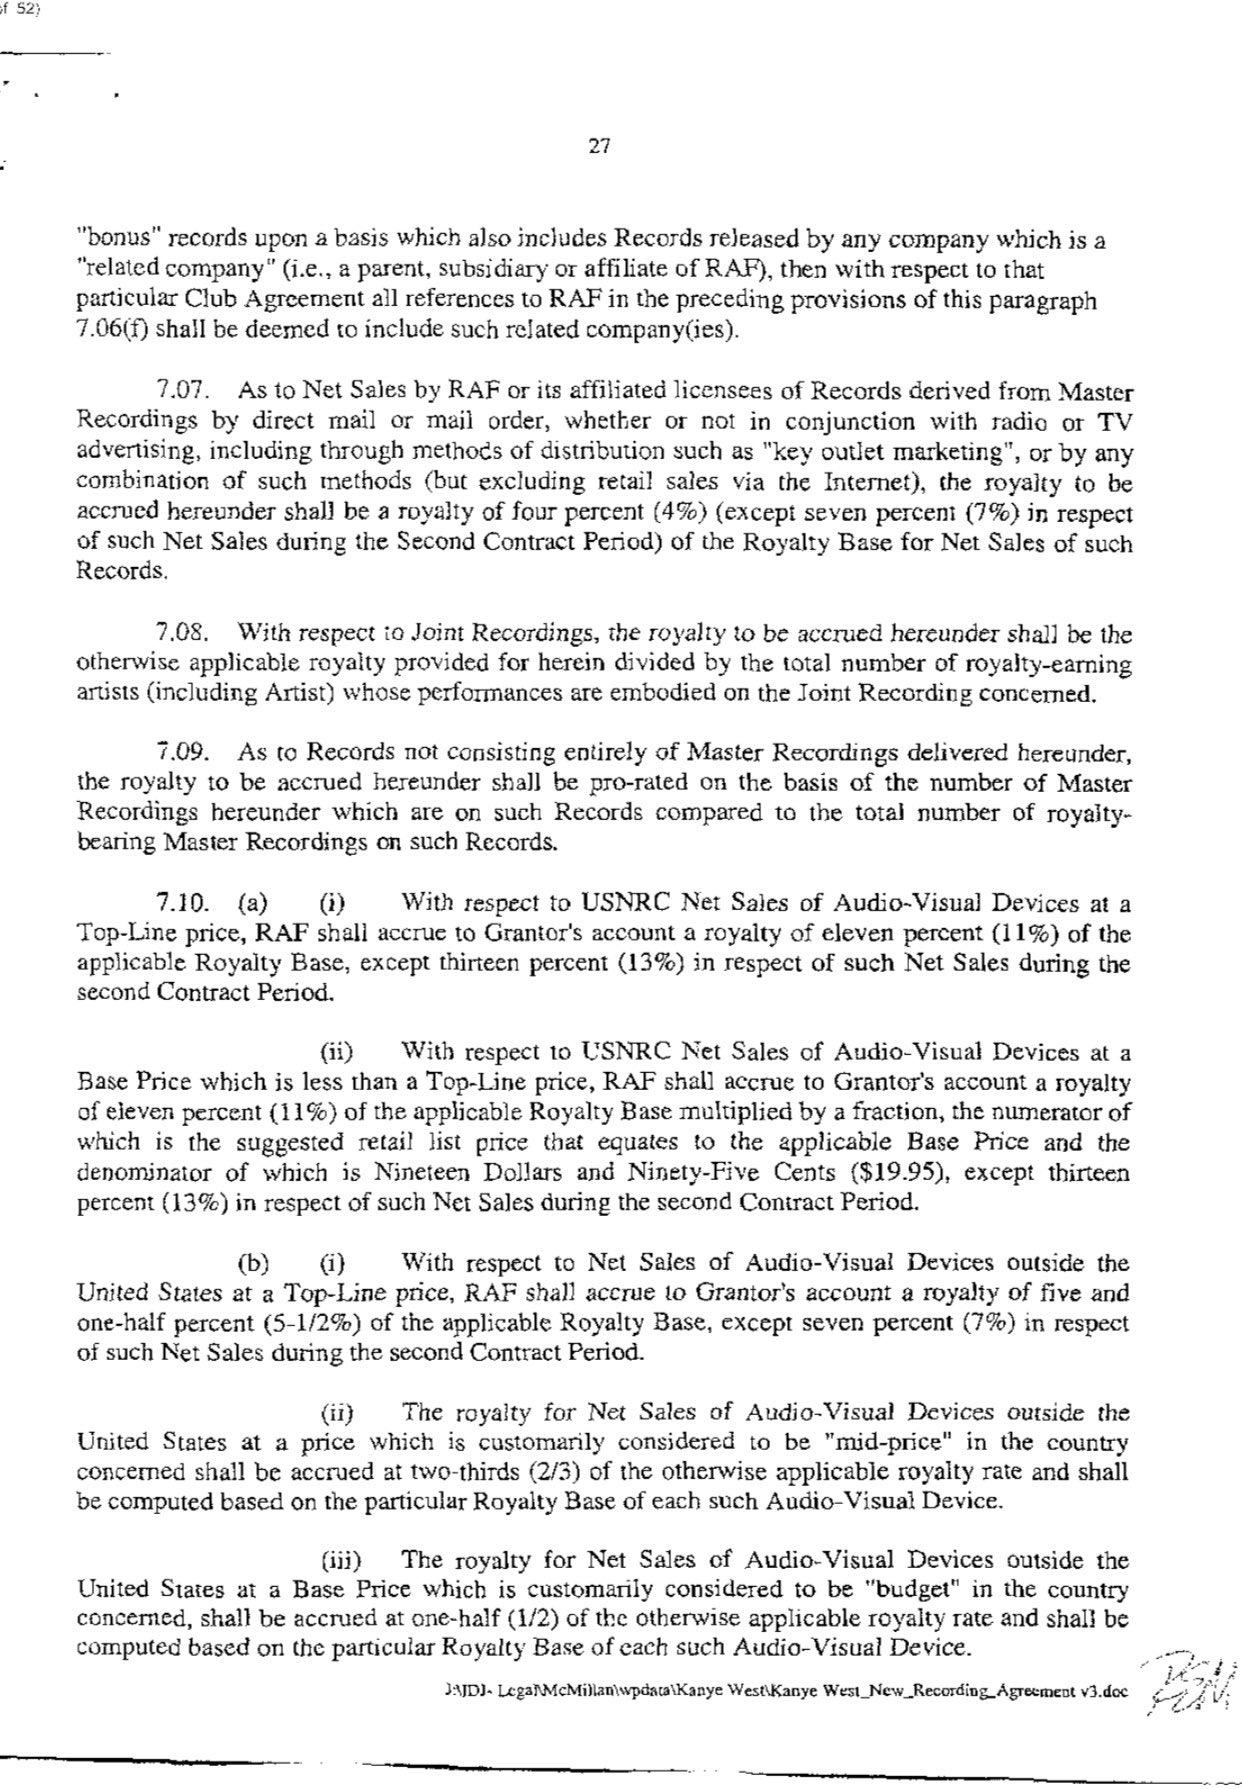 of 52)
27
"bonus" records upon a basis which also includes Records released by any company which is a
"related company" (i.e., a parent, subsidiary or affiliate of RAF), then with respect to that
particular Club Agreement all references to RAF in the preceding provisions of this paragraph
7.06(f) shall be deemed to include such related company(ies).
7.07. As to Net Sales by RAF or its affiliated licensees of Records derived from Master
Recordings by direct mail or mail order, whether or not in conjunction with radio or TV
advertising, including through methods of distribution such as "key outlet marketing", or by any
combination of such methods (but excluding retail sales via the Internet), the royalty to be
accrued hereunder shall be a royalty of four percent (4%) (except seven percent (7%) in respect
of such Net Sales during the Second Contract Period) of the Royalty Base for Net Sales of such
Records.
7.08. With respect to Joint Recordings, the royalty to be accrued hereunder shall be the
otherwise applicable royalty provided for herein divided by the total number of royalty-earning
artists (including Artist) whose performances are embodied on the Joint Recording concerned.
7.09. As to Records not consisting entirely of Master Recordings delivered hereunder,
the royalty to be accrued hereunder shall be pro-rated on the basis of the number of Master
Recordings hereunder which are on such Records compared to the total number of royalty-
bearing Master Recordings on such Records.
7.10. (a) (i) With respect to USNRC Net Sales of Audio-Visual Devices at a
Top-Line price, RAF shall accrue to Grantor's account a royalty of eleven percent (11%) of the
applicable Royalty Base, except thirteen percent (13%) in respect of such Net Sales during the
second Contract Period.
(ii) With respect to USNRC Net Sales of Audio-Visual Devices at a
Base Price which is less than a Top-Line price, RAF shall accrue to Grantor's account a royalty
of eleven percent (11%) of the applicable Royalty Base multiplied by a fraction, the numerator of
which is the suggested retail list price that equates to the applicable Base Price and the
denominator of which is Nineteen Dollars and Ninety-Five Cents ($19.95), except thirteen
percent (13%) in respect of such Net Sales during the second Contract Period.
(b) (i) With respect to Net Sales of Audio-Visual Devices outside the
United States at a Top-Line price, RAF shall accrue to Grantor's account a royalty of five and
one-half percent (5-1/2%) of the applicable Royalty Base, except seven percent (7%) in respect
of such Net Sales during the second Contract Period.
(ii) The royalty for Net Sales of Audio-Visual Devices outside the
United States at a price which is customarily considered to be "mid-price" in the country
concerned shall be accrued at two-thirds (2/3) of the otherwise applicable royalty rate and shall
be computed based on the particular Royalty Base of each such Audio-Visual Device.
(iii) The royalty for Net Sales of Audio-Visual Devices outside the
United States at a Base Price which is customarily considered to be "budget" in the country
concerned, shall be accrued at one-half (1/2) of the otherwise applicable royalty rate and shall be
computed based on the particular Royalty Base of each such Audio-Visual Device.
J:\JDJ- Legal\McMillan\wpdata\Kanye West\Kanye West_New_Recording_Agreement v3.doc